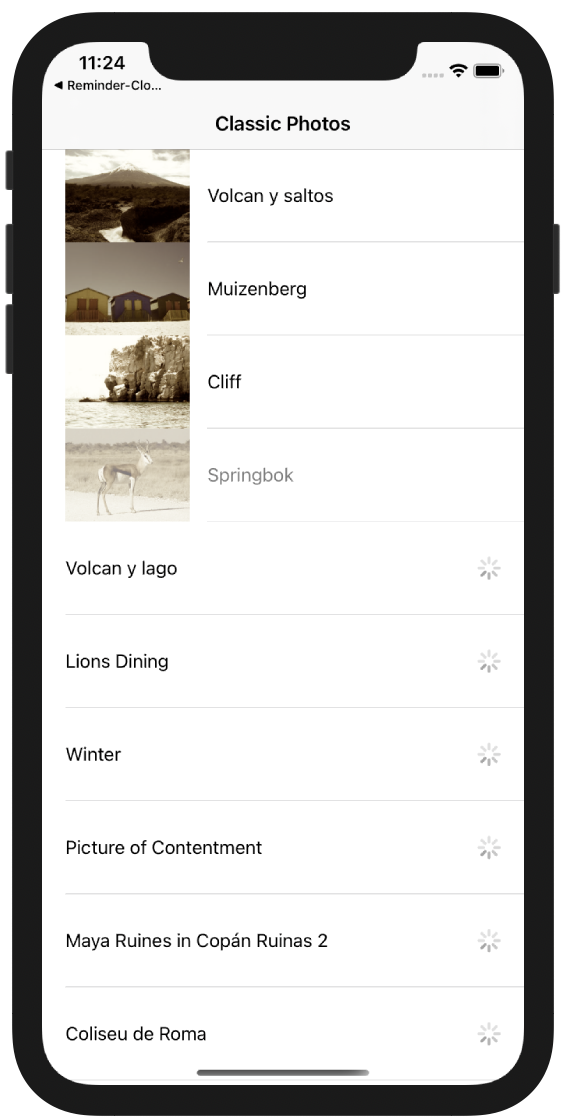 11:24
◀ Reminder-Clo...
Classic Photos
Volcan y saltos
Muizenberg
Cliff
Springbok
Volcan y lago
Lions Dining
Winter
Picture of Contentment
Maya Ruines in Copán Ruinas 2
Coliseu de Roma